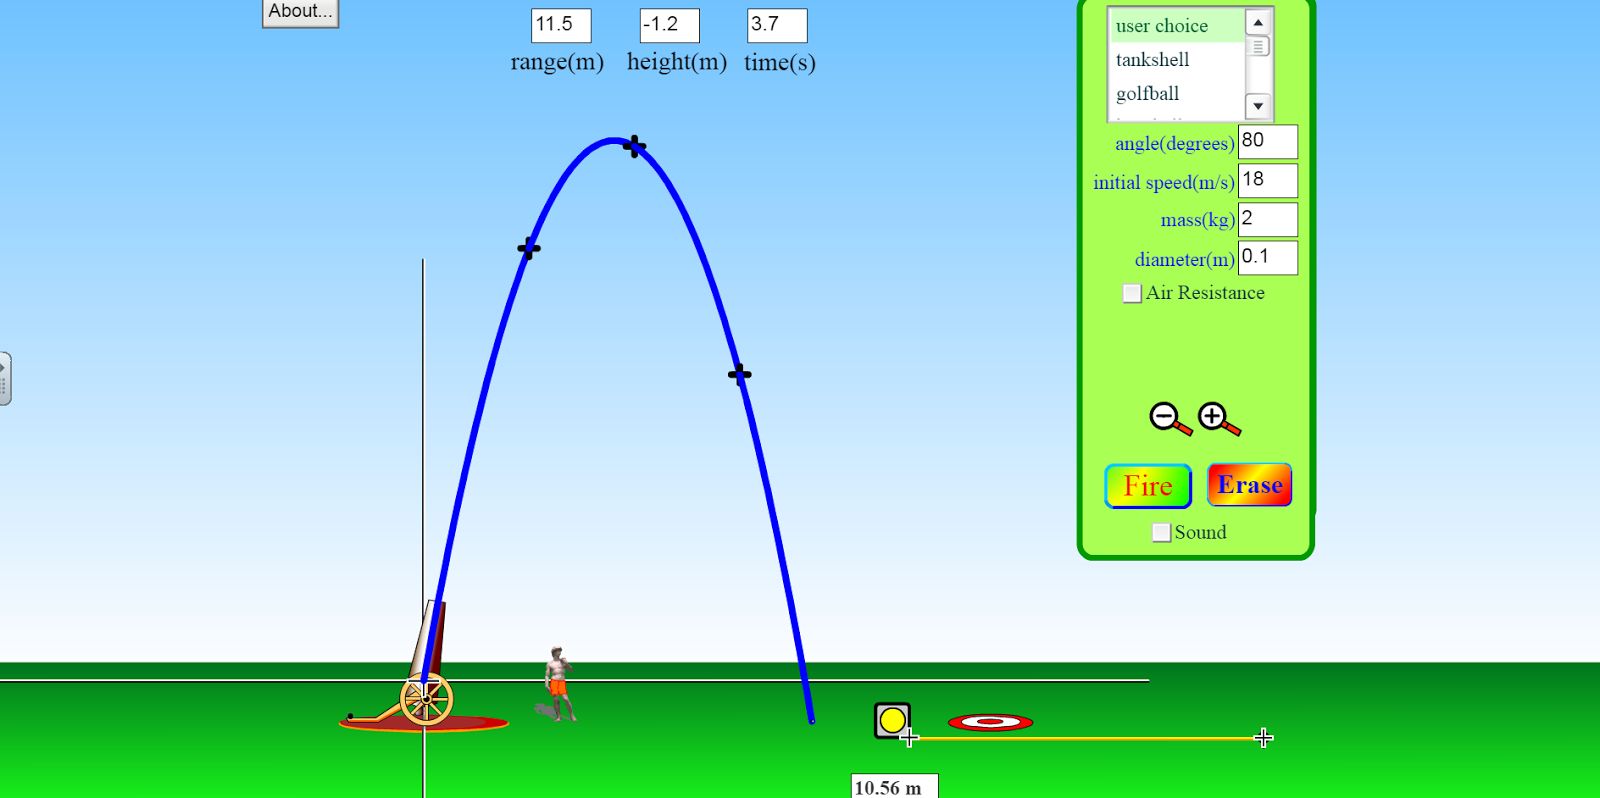 About...
11.5 -1.2 3.7
range(m) height(m) time(s)
user choice
tankshell
golfball
angle(degrees) 80
initial speed(m/s) 18
mass(kg) 2
diameter(m) 0.1
Air Resistance
Fire Erase
Sound
10.56 m